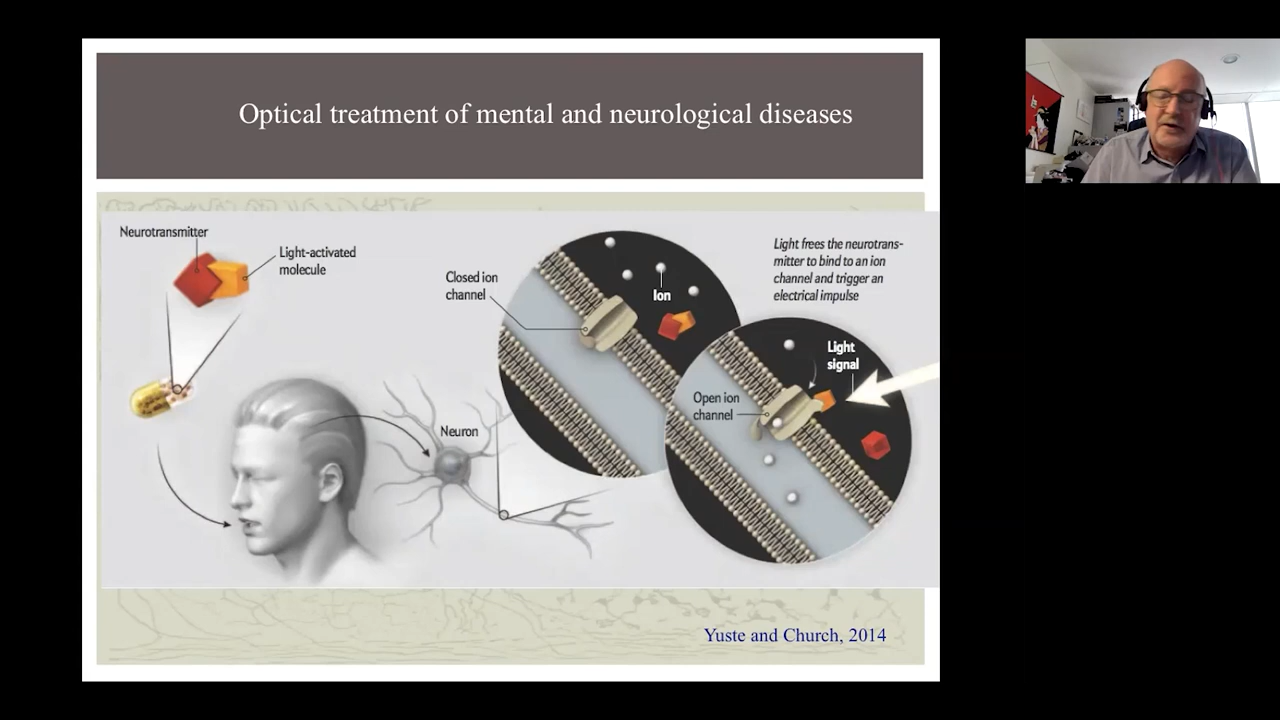 Optical treatment of mental and neurological diseases
Neurotransmitter
Light-activated
molecule
Closed ion
channel
Ion
Light frees the neurotrans-
mitter to bind to an ion
channel and trigger an
electrical impulse
Light
signal
Open ion
channel
Neuron
Yuste and Church, 2014